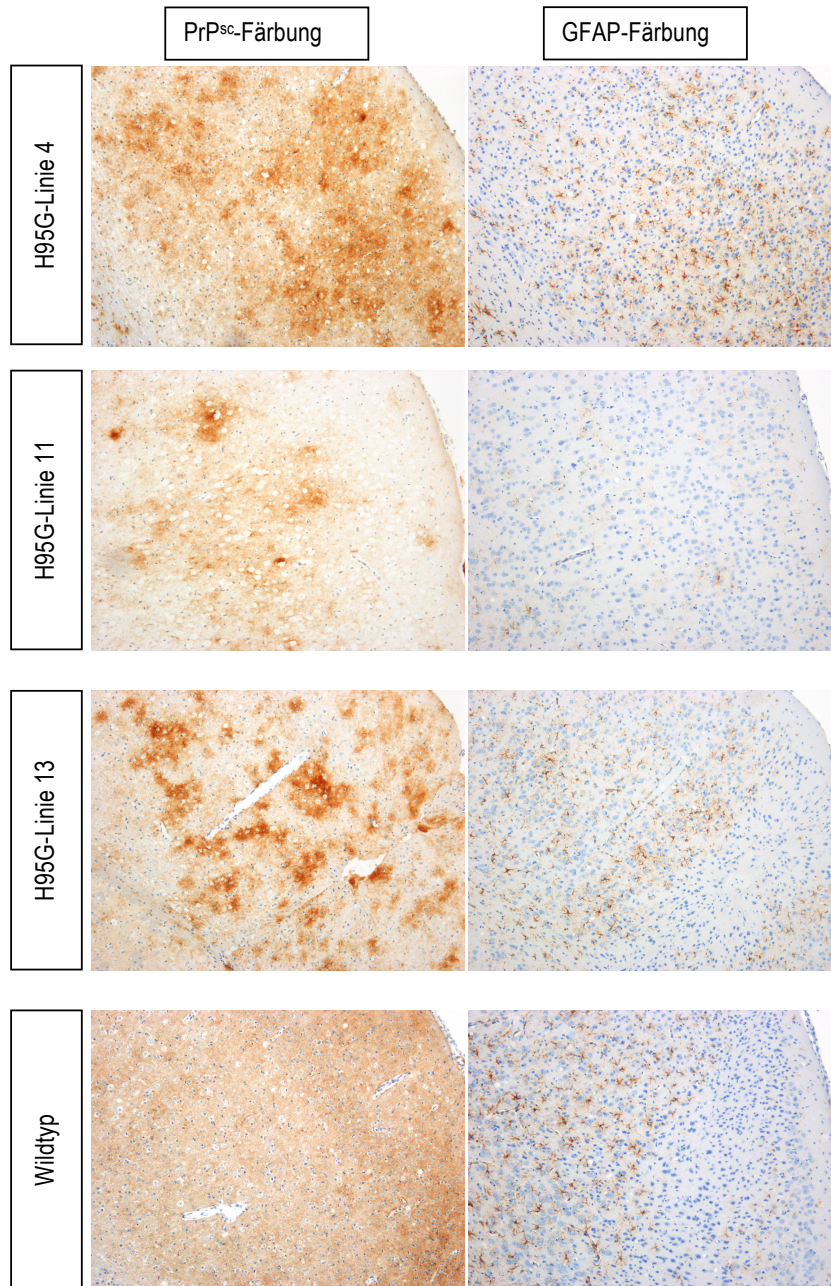 PrPsc-Färbung
GFAP-Färbung
H95G-Linie 4
H95G-Linie 11
H95G-Linie 13
Wildtyp